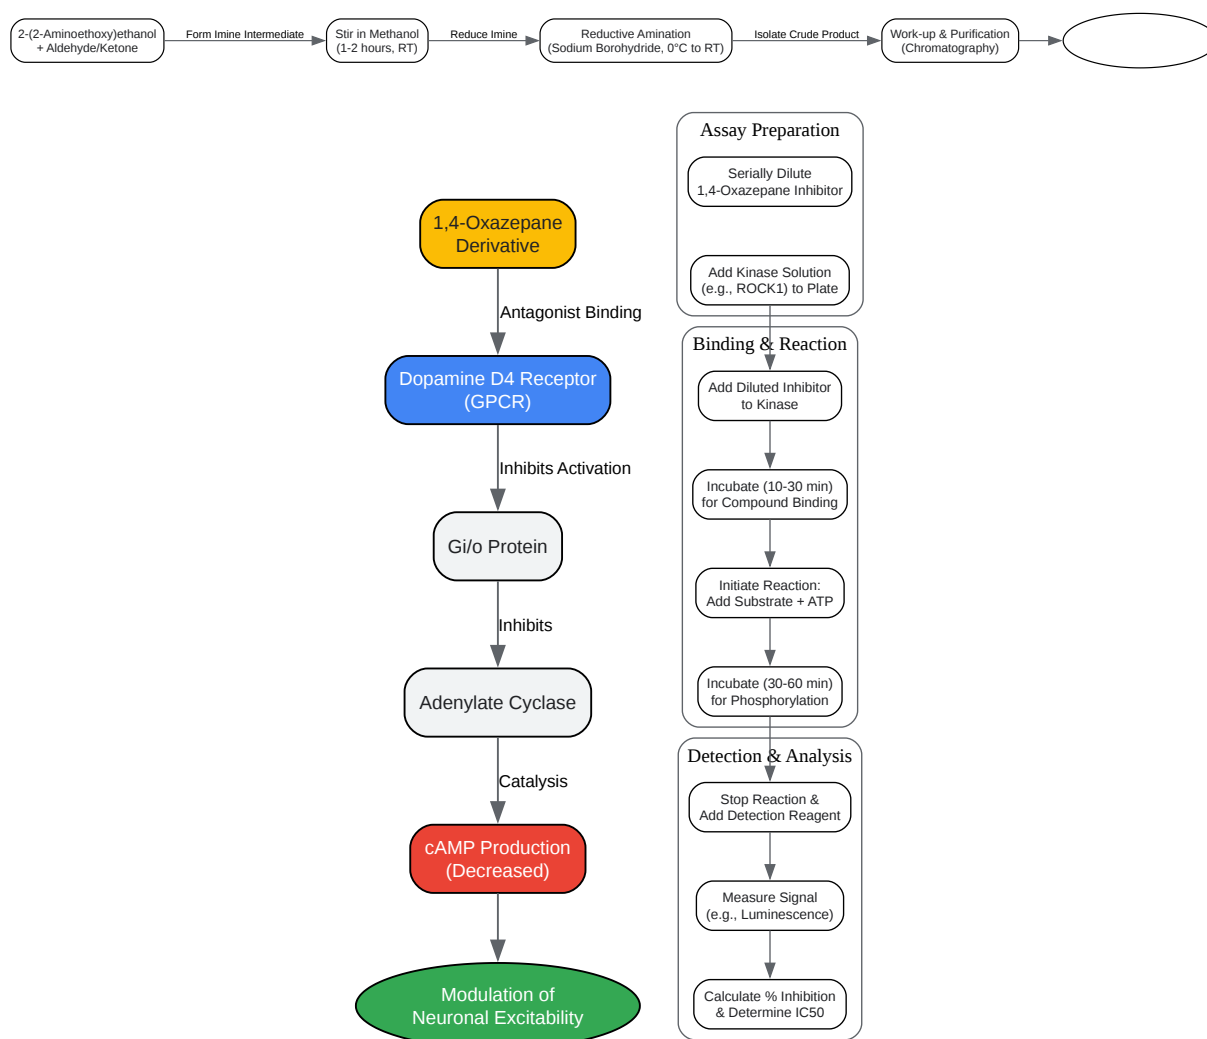 2-(2-Aminoethoxy)ethanol
+ Aldehyde/Ketone
Form Imine Intermediate
Stir in Methanol
(1-2 hours, RT)
Reduce Imine
Reductive Amination
(Sodium Borohydride, 0°C to RT)
Isolate Crude Product
Work-up & Purification
(Chromatography)
1,4-Oxazepane
Derivative
Antagonist Binding
Dopamine D4 Receptor
(GPCR)
Inhibits Activation
Gi/o Protein
Inhibits
Adenylate Cyclase
Catalysis
cAMP Production
(Decreased)
Modulation of
Neuronal Excitability
Assay Preparation
Serially Dilute
1,4-Oxazepane Inhibitor
Add Kinase Solution
(e.g., ROCK1) to Plate
Binding & Reaction
Add Diluted Inhibitor
to Kinase
Incubate (10-30 min)
for Compound Binding
Initiate Reaction:
Add Substrate + ATP
Incubate (30-60 min)
for Phosphorylation
Detection & Analysis
Stop Reaction &
Add Detection Reagent
Measure Signal
(e.g., Luminescence)
Calculate % Inhibition
& Determine IC50